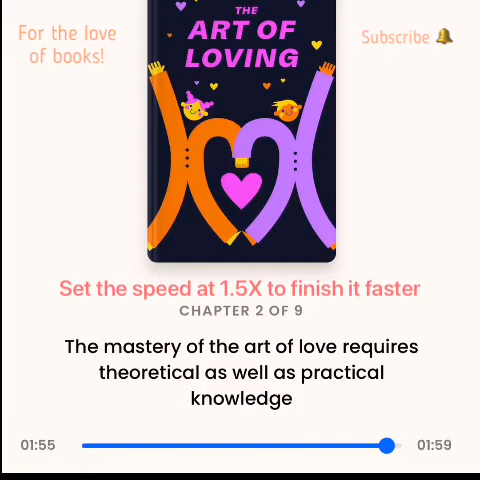 For the love
of books!
THE
ART OF
LOVING
Subscribe 🔔
Set the speed at 1.5X to finish it faster
CHAPTER 2 OF 9
The mastery of the art of love requires
theoretical as well as practical
knowledge
01:55
01:59